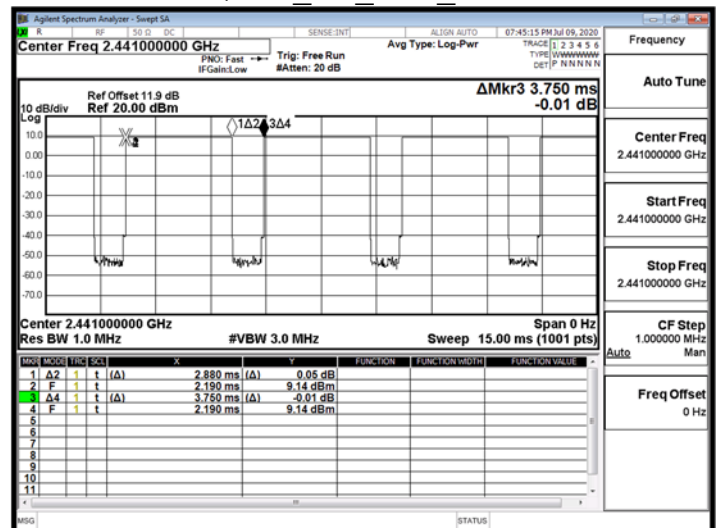 Agilent Spectrum Analyzer - Swept SA
R RF 50 Ω DC SENSE:INT ALIGN AUTO 07:45:15 PM Jul 09, 2020
Center Freq 2.441000000 GHz
PNO: Fast
IFGain:Low
Trig: Free Run
#Atten: 20 dB
Avg Type: Log-Pwr
TRACE 1 2 3 4 5 6
TYPE WWWWWW
DET P N N N N N
Frequency
Ref Offset 11.9 dB
Ref 20.00 dBm
10 dB/div
Log
ΔMkr3 3.750 ms
-0.01 dB
1Δ2 3Δ4
10.0
0.00
-10.0
-20.0
-30.0
-40.0
-50.0
-60.0
-70.0
Center 2.441000000 GHz Span 0 Hz
Res BW 1.0 MHz #VBW 3.0 MHz Sweep 15.00 ms (1001 pts)
MKR MODE TRC SCL X Y FUNCTION FUNCTION WIDTH FUNCTION VALUE
1 Δ2 1 t (Δ) 2.880 ms (Δ) 0.05 dB
2 F 1 t 2.190 ms 9.14 dBm
3 Δ4 1 t (Δ) 3.750 ms (Δ) -0.01 dB
4 F 1 t 2.190 ms 9.14 dBm
5
6
7
8
9
10
11
MSG STATUS
Auto Tune
Center Freq
2.441000000 GHz
Start Freq
2.441000000 GHz
Stop Freq
2.441000000 GHz
CF Step
1.000000 MHz
Auto Man
Freq Offset
0 Hz